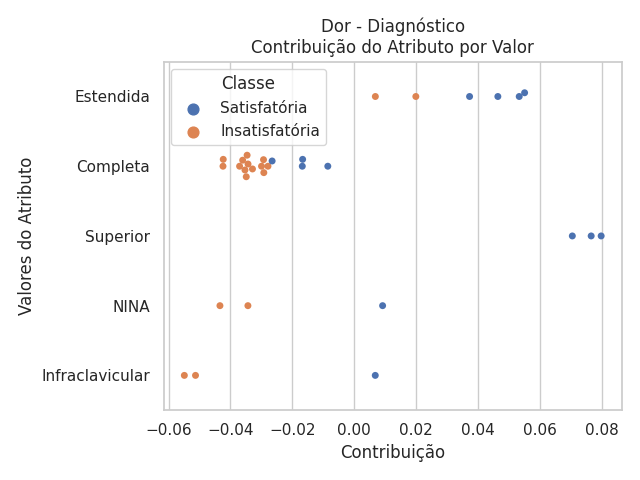 Dor - Diagnóstico
Contribuição do Atributo por Valor
Classe
Satisfatória
Insatisfatória
Valores do Atributo
Estendida
Completa
Superior
NINA
Infraclavicular
−0.06 −0.04 −0.02 0.00 0.02 0.04 0.06 0.08
Contribuição